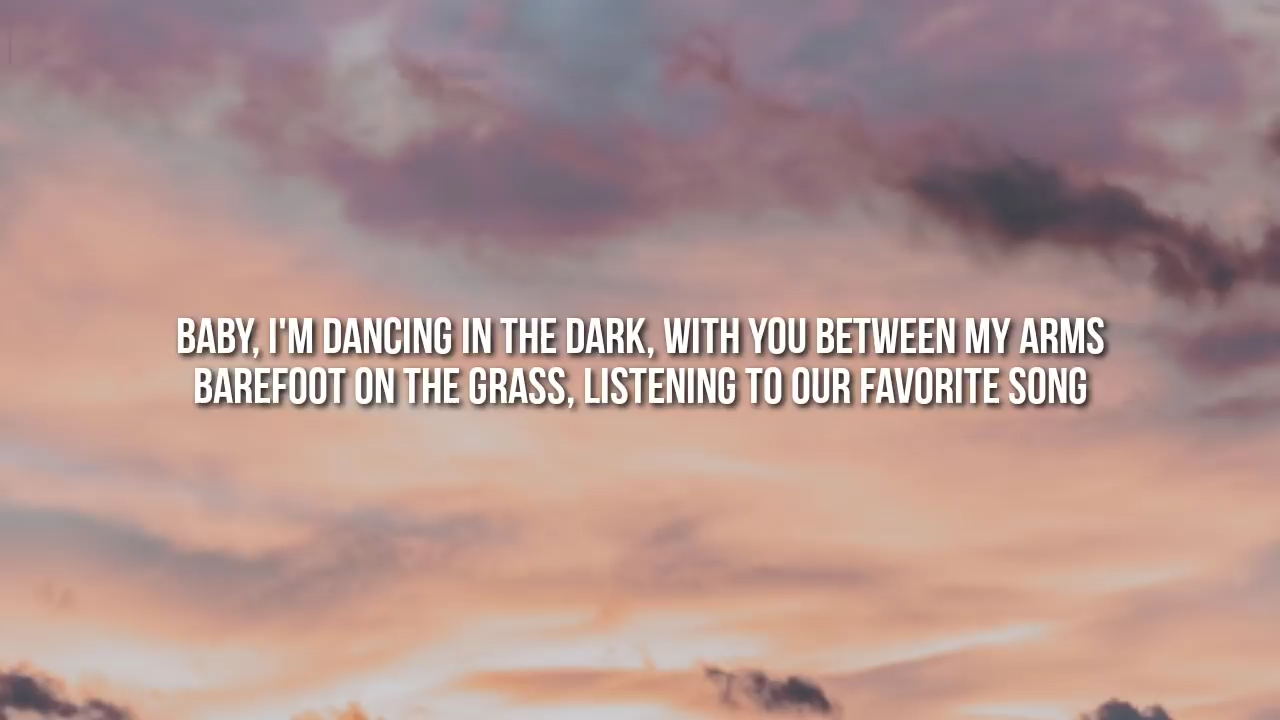 BABY, I'M DANCING IN THE DARK, WITH YOU BETWEEN MY ARMS
BAREFOOT ON THE GRASS, LISTENING TO OUR FAVORITE SONG